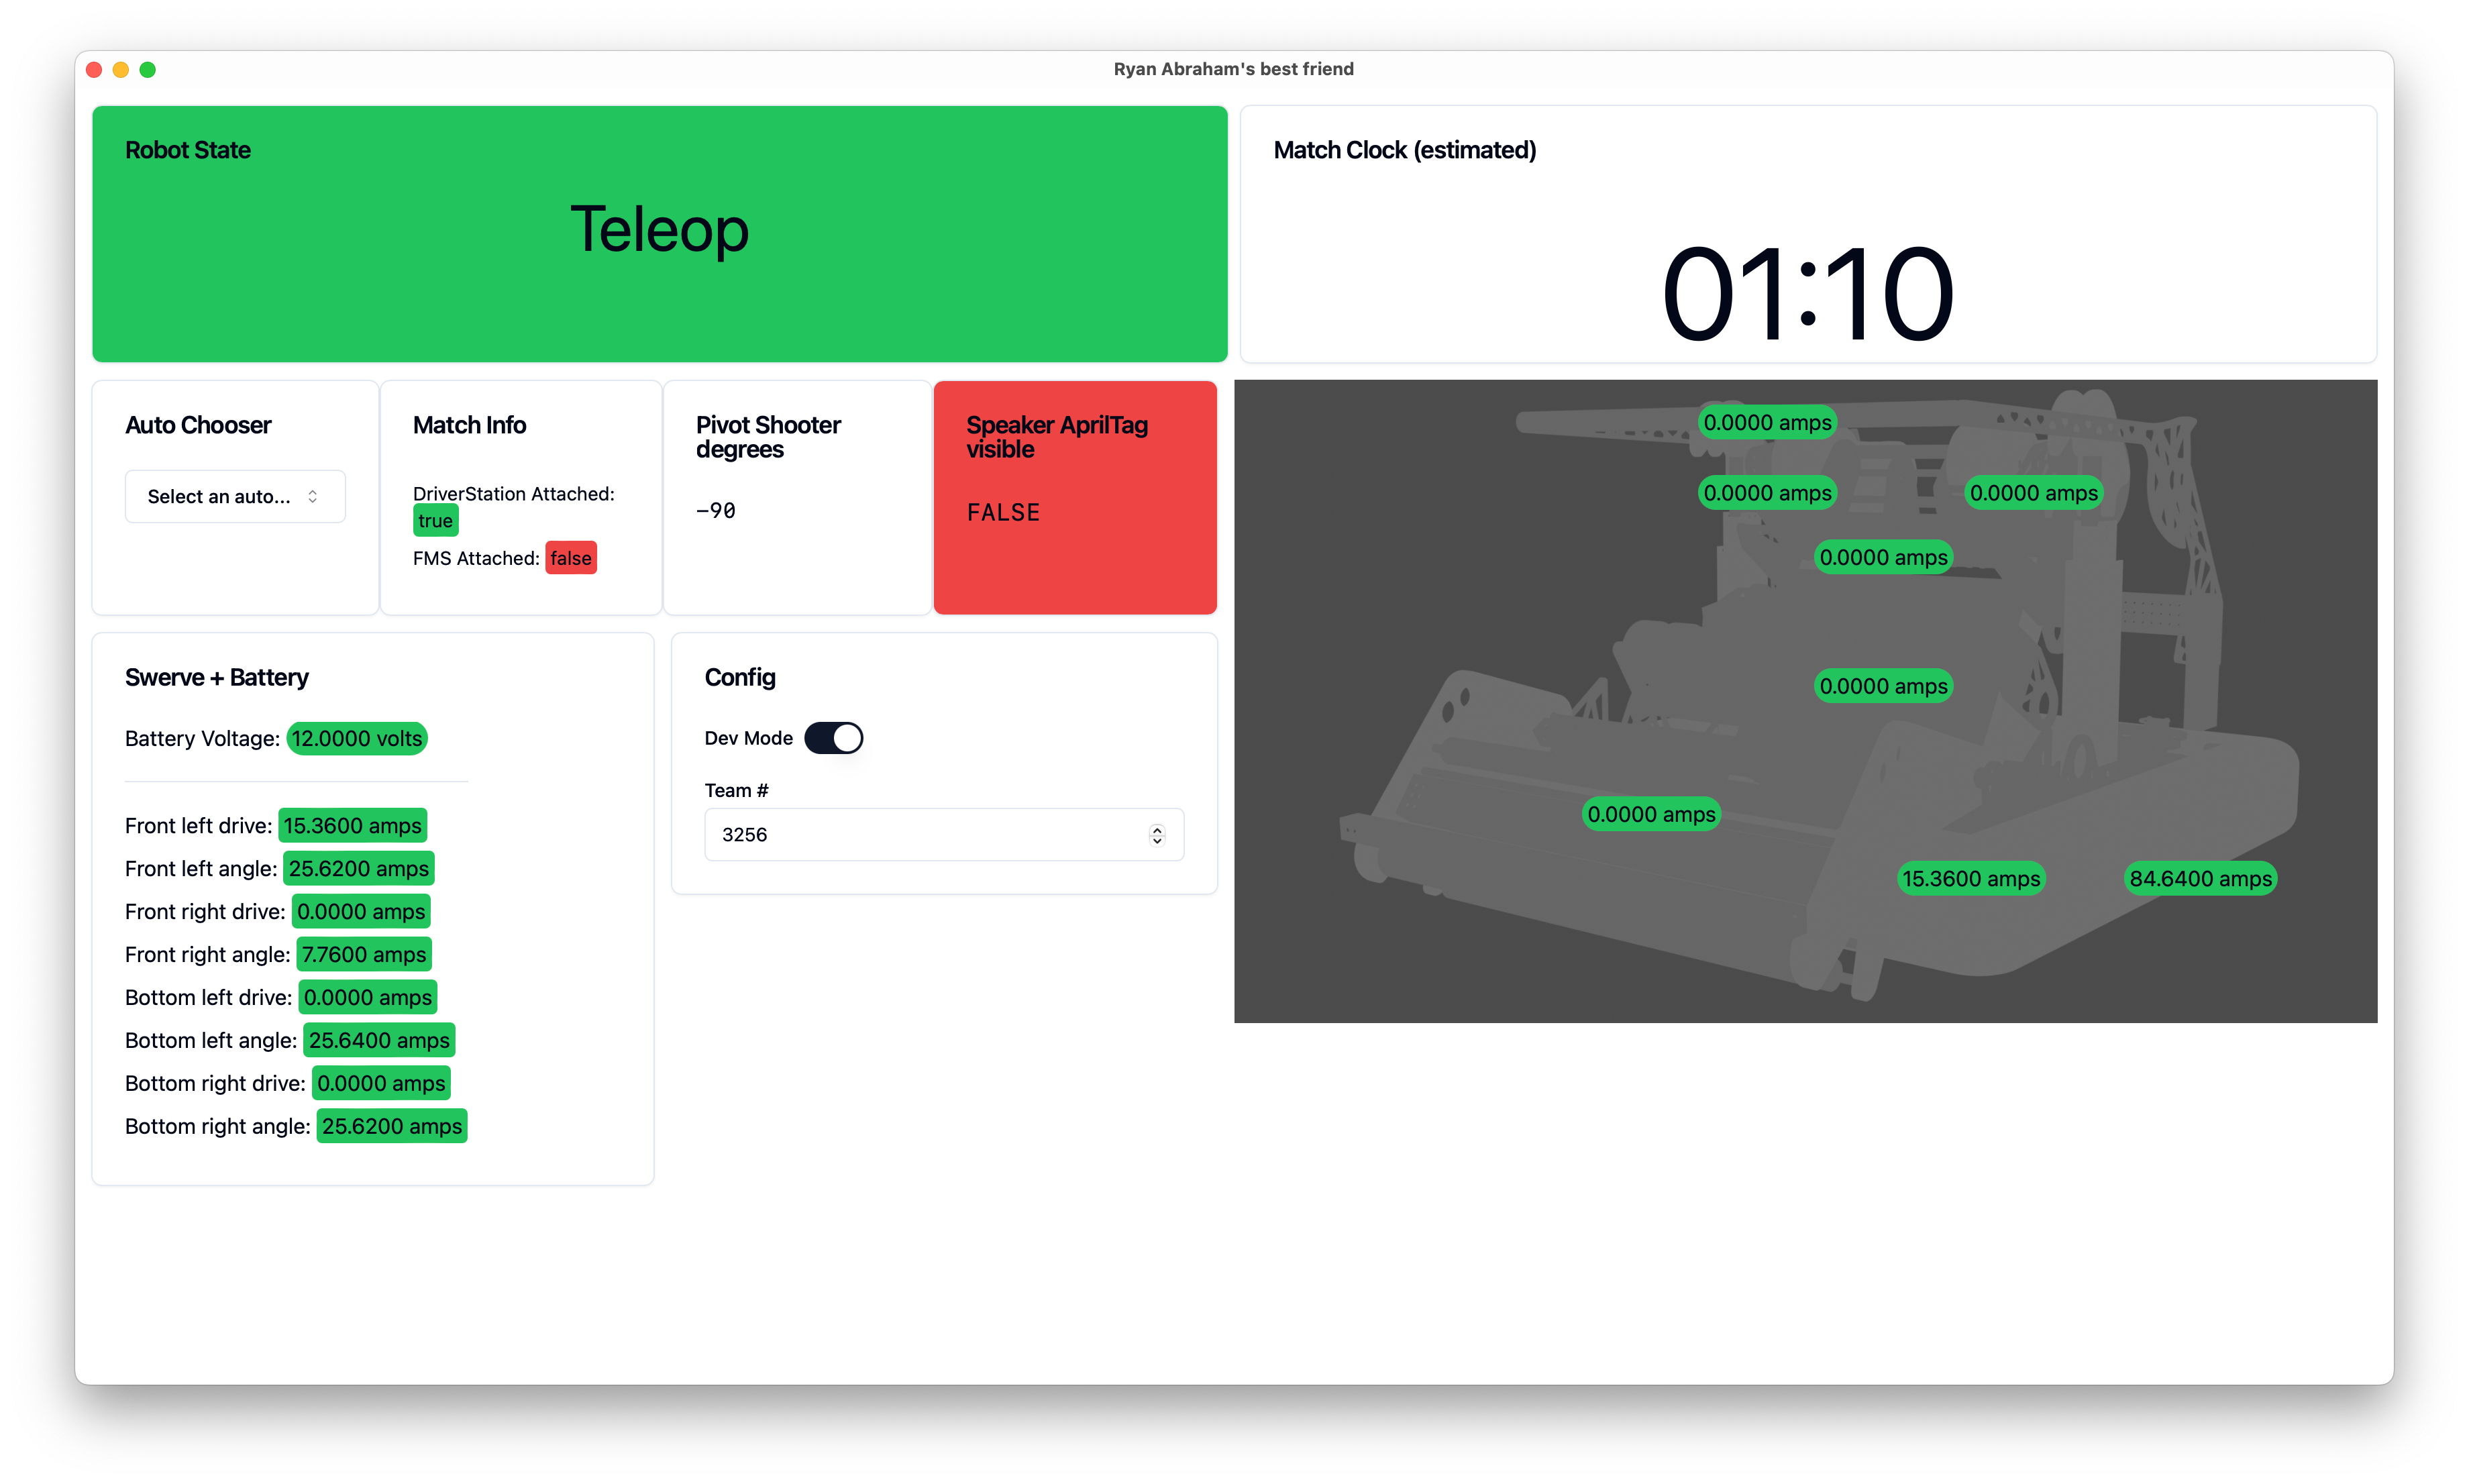 Ryan Abraham's best friend
Robot State
Teleop
Match Clock (estimated)
01:10
Auto Chooser
Select an auto...
Match Info
DriverStation Attached:
true
FMS Attached: false
Pivot Shooter
degrees
-90
Speaker AprilTag
visible
FALSE
Swerve + Battery
Battery Voltage: 12.0000 volts
Front left drive: 15.3600 amps
Front left angle: 25.6200 amps
Front right drive: 0.0000 amps
Front right angle: 7.7600 amps
Bottom left drive: 0.0000 amps
Bottom left angle: 25.6400 amps
Bottom right drive: 0.0000 amps
Bottom right angle: 25.6200 amps
Config
Dev Mode
Team #
3256
0.0000 amps
0.0000 amps 0.0000 amps
0.0000 amps
0.0000 amps
0.0000 amps
15.3600 amps 84.6400 amps